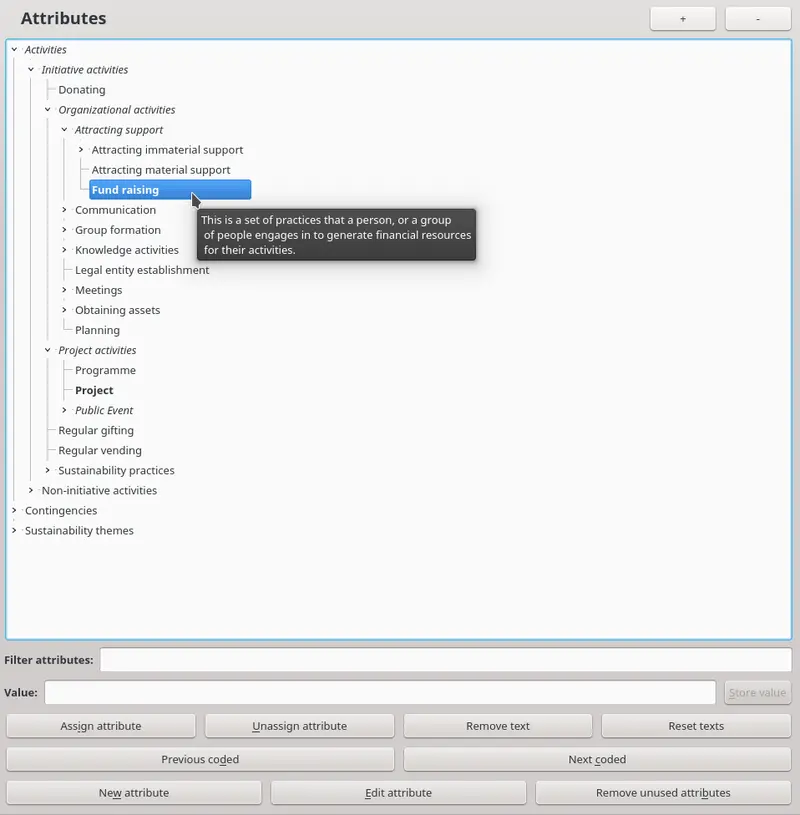 Attributes
+ -
Activities
Initiative activities
Donating
Organizational activities
Attracting support
Attracting immaterial support
Attracting material support
Fund raising
Communication
Group formation
Knowledge activities
Legal entity establishment
Meetings
Obtaining assets
Planning
This is a set of practices that a person, or a group
of people engages in to generate financial resources
for their activities.
Project activities
Programme
Project
Public Event
Regular gifting
Regular vending
Sustainability practices
Non-initiative activities
Contingencies
Sustainability themes
Filter attributes:
Value: Store value
Assign attribute Unassign attribute Remove text Reset texts
Previous coded Next coded
New attribute Edit attribute Remove unused attributes